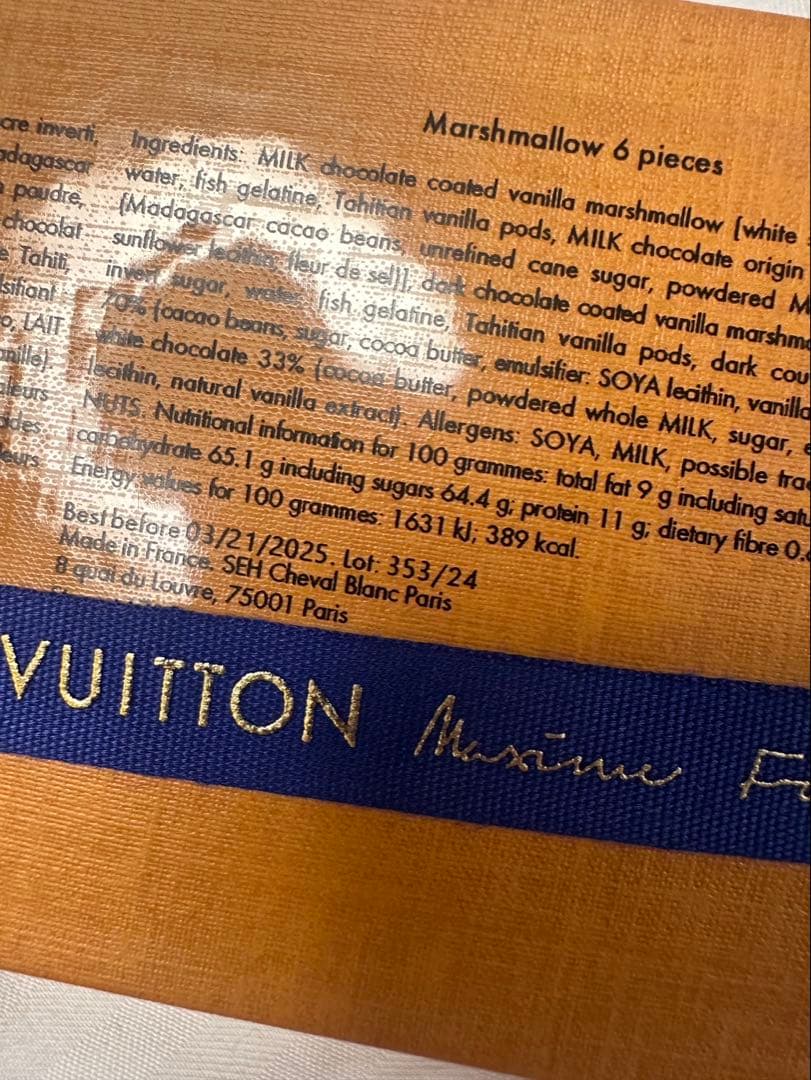 cre inverti,
adagascar
poudre,
chocolat
e Tahiti,
lsifiant
o, LAIT
anille).
Marshmallow 6 pieces
Ingredients: MILK chocolate coated vanilla marshmallow (white
water, fish gelatine, Tahitian vanilla pods, MILK chocolate origin
(Madagascar cacao beans, unrefined cane sugar, powdered M
sunflower lecithin, fleur de sel)), dark chocolate coated vanilla marshm
invert sugar, water, fish gelatine, Tahitian vanilla pods, dark cou
70% (cacao beans, sugar, cocoa butter, emulsifier: SOYA lecithin, vanilla
white chocolate 33% (cocoa butter, powdered whole MILK, sugar,
lecithin, natural vanilla extract). Allergens: SOYA, MILK, possible tra
NUTS. Nutritional information for 100 grammes: total fat 9 g including satu
carbohydrate 65.1 g including sugars 64.4 g; protein 11 g; dietary fibre 0.
Energy values for 100 grammes: 1631 kJ; 389 kcal.
Best before 03/21/2025. Lot: 353/24
Made in France. SEH Cheval Blanc Paris
8 quai du Louvre, 75001 Paris
VUITTON Maxime F